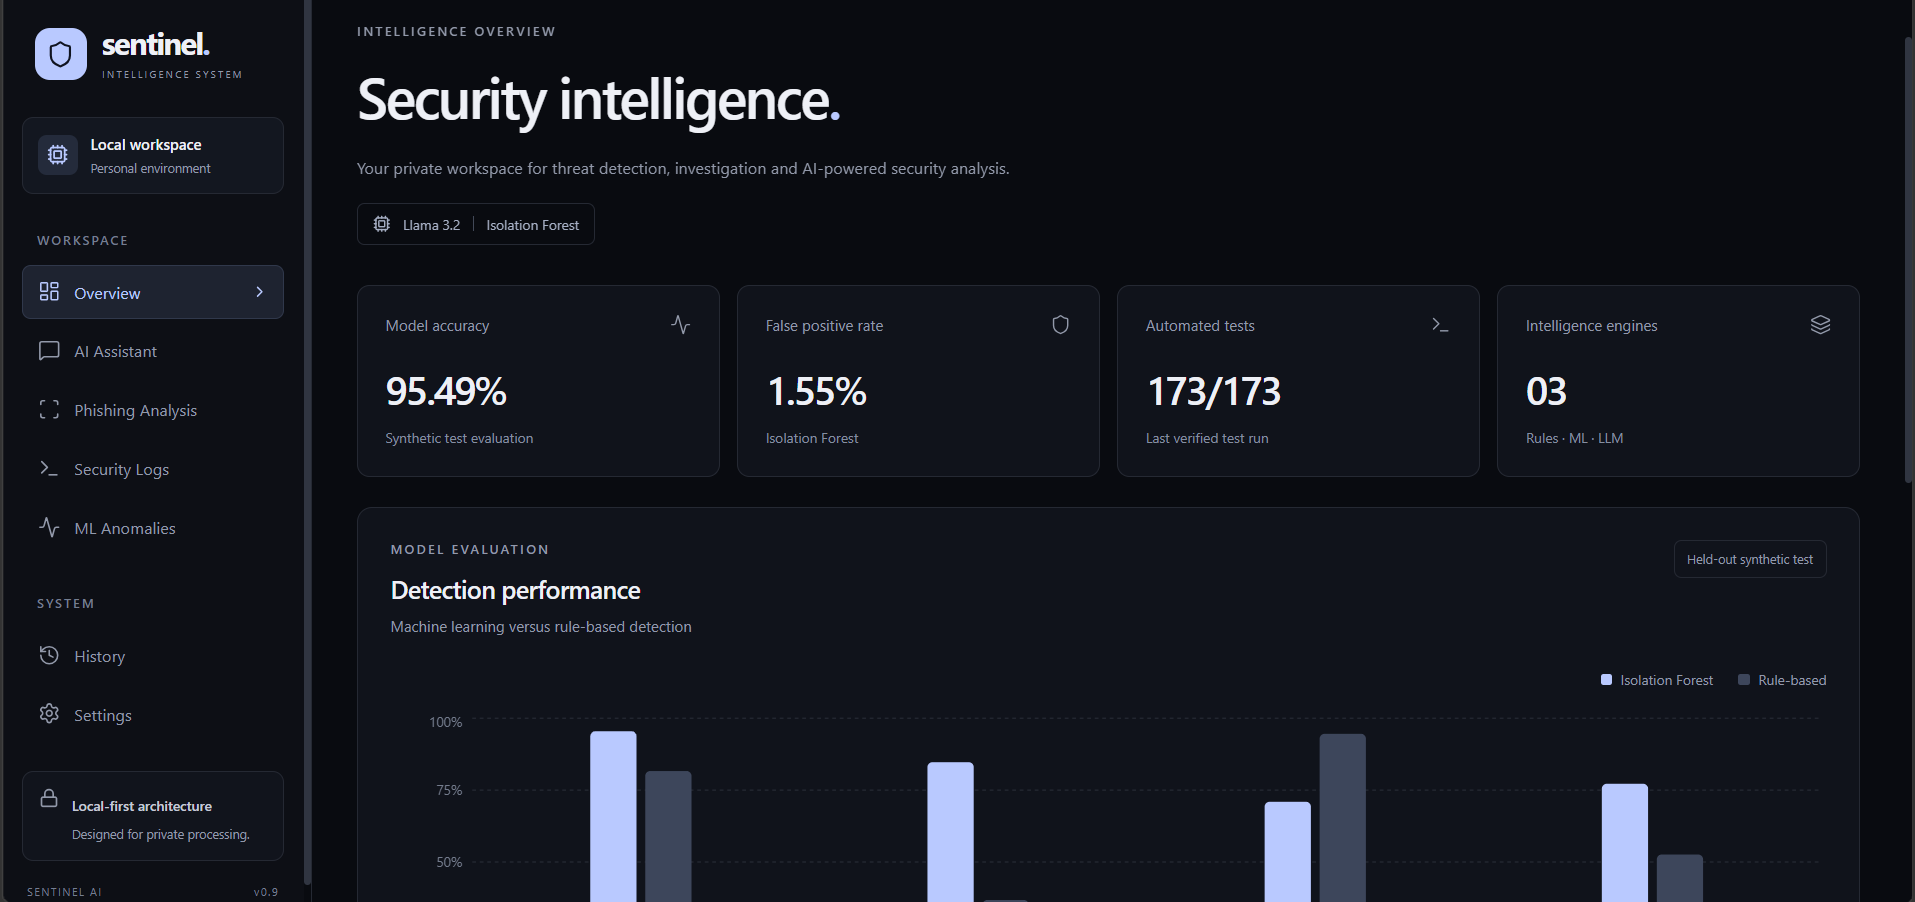 sentinel.
INTELLIGENCE SYSTEM
Local workspace
Personal environment
WORKSPACE
Overview
AI Assistant
Phishing Analysis
Security Logs
ML Anomalies
SYSTEM
History
Settings
Local-first architecture
Designed for private processing.
SENTINEL AI v0.9
INTELLIGENCE OVERVIEW
Security intelligence.
Your private workspace for threat detection, investigation and AI-powered security analysis.
Llama 3.2 | Isolation Forest
Model accuracy
95.49%
Synthetic test evaluation
False positive rate
1.55%
Isolation Forest
Automated tests
173/173
Last verified test run
Intelligence engines
03
Rules · ML · LLM
MODEL EVALUATION
Held-out synthetic test
Detection performance
Machine learning versus rule-based detection
Isolation Forest Rule-based
100%
75%
50%